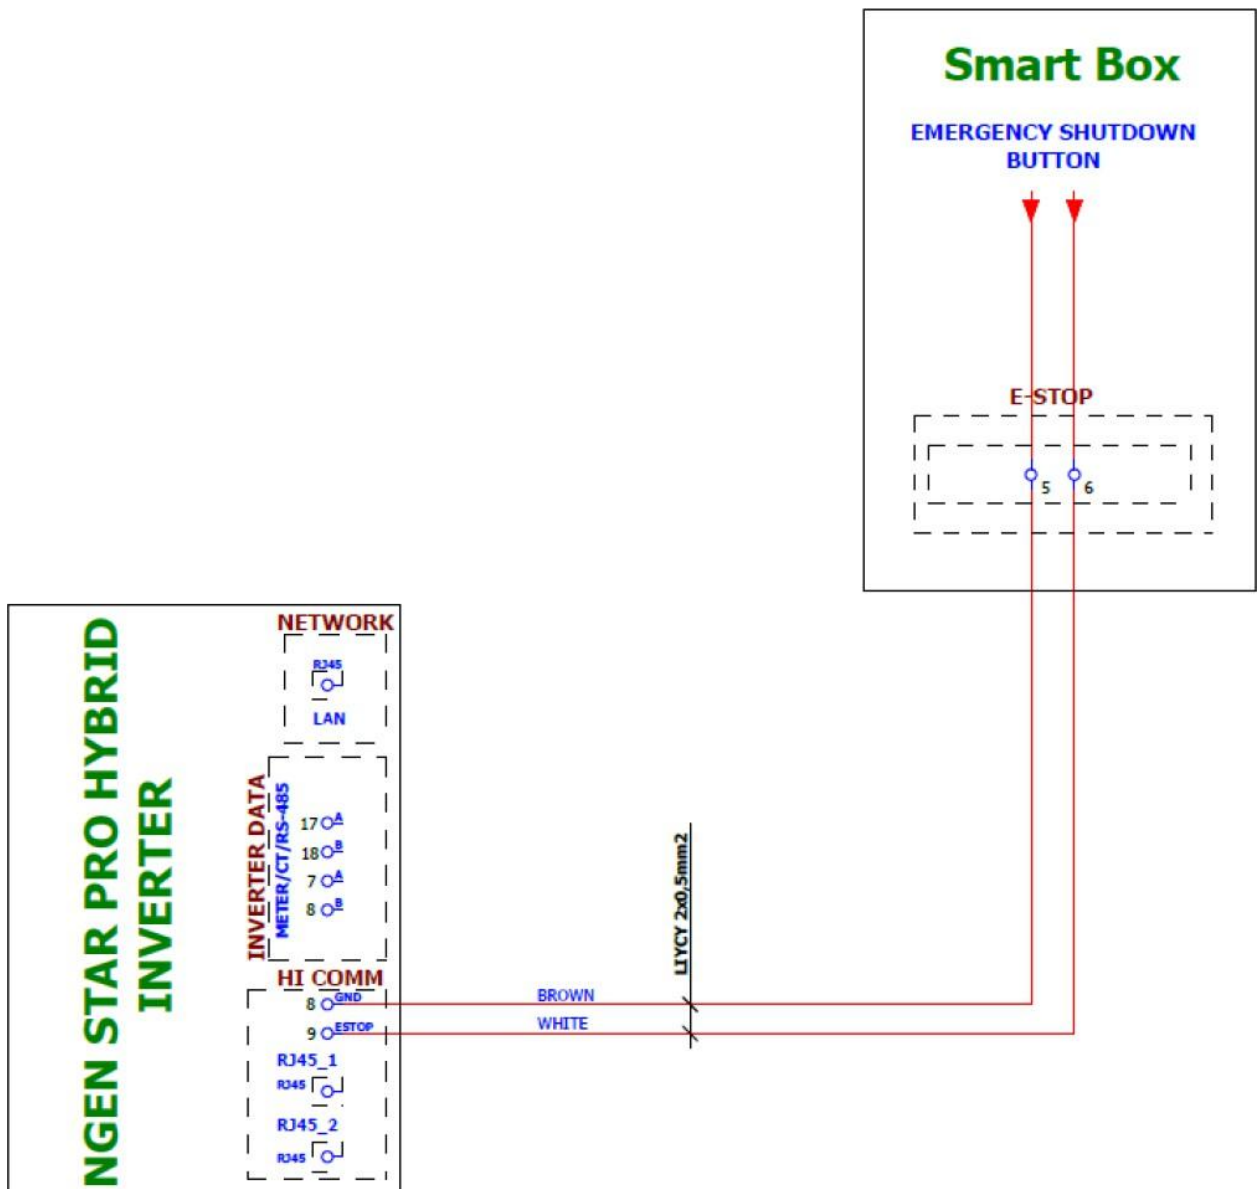 Smart Box
EMERGENCY SHUTDOWN
BUTTON
E-STOP
5
6
NGEN STAR PRO HYBRID
INVERTER
NETWORK
RJ45
LAN
INVERTER DATA
METER/CT/RS-485
17 A
18 B
7 A
8 B
HI COMM
8 GND
9 ESTOP
RJ45_1
RJ45
RJ45_2
RJ45
BROWN
WHITE
LIYCY 2x0,5mm2